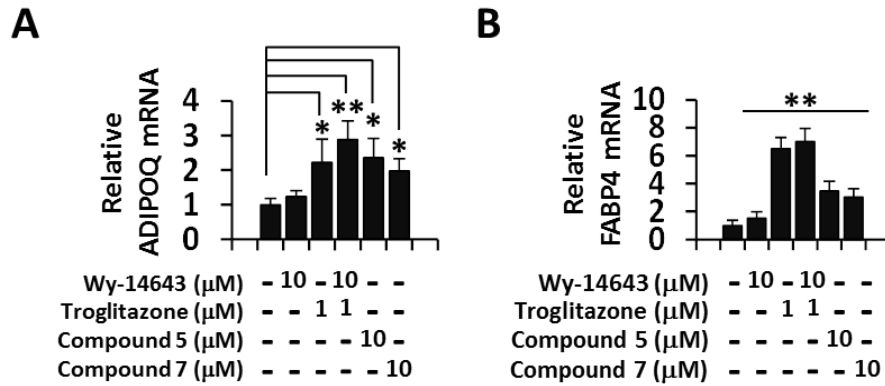 A
Relative
ADIPOQ mRNA
4
3
2
1
0
* ** * *
Wy-14643 (μM) - 10 - 10 - -
Troglitazone (μM) - - 1 1 - -
Compound 5 (μM) - - - - 10 -
Compound 7 (μM) - - - - - 10
B
Relative
FABP4 mRNA
10
8
6
4
2
0
**
Wy-14643 (μM) - 10 - 10 - -
Troglitazone (μM) - - 1 1 - -
Compound 5 (μM) - - - - 10 -
Compound 7 (μM) - - - - - 10